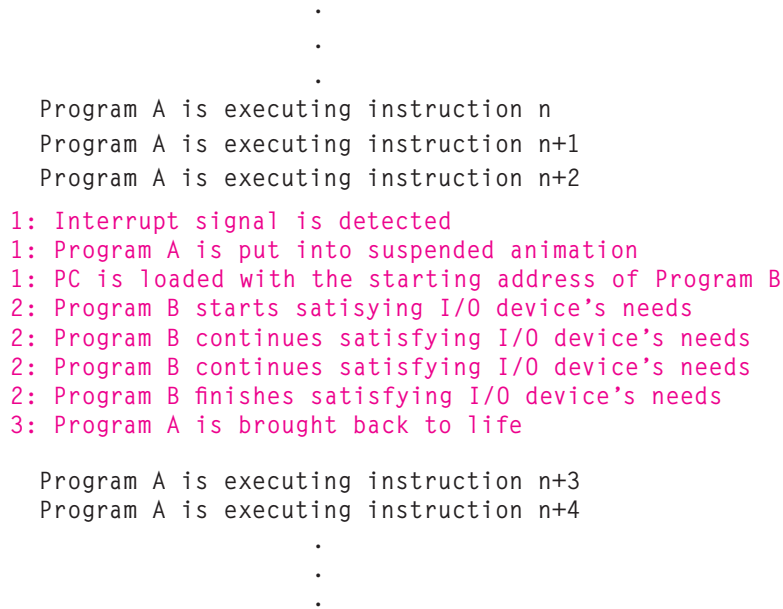 .
.
.
Program A is executing instruction n
Program A is executing instruction n+1
Program A is executing instruction n+2
1: Interrupt signal is detected
1: Program A is put into suspended animation
1: PC is loaded with the starting address of Program B
2: Program B starts satisying I/O device’s needs
2: Program B continues satisfying I/O device’s needs
2: Program B continues satisfying I/O device’s needs
2: Program B finishes satisfying I/O device’s needs
3: Program A is brought back to life
Program A is executing instruction n+3
Program A is executing instruction n+4
.
.
.